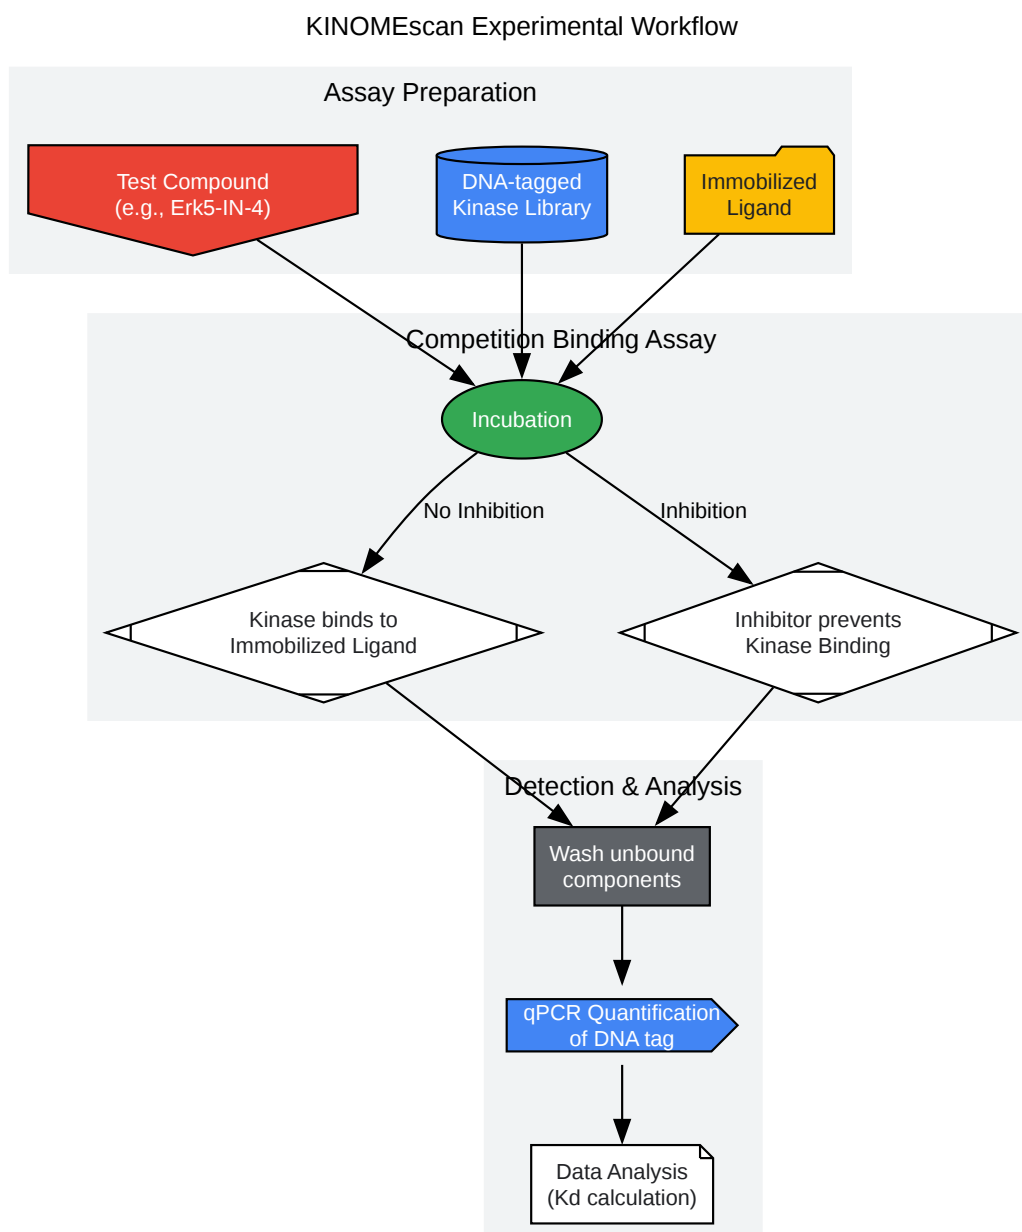 KINOMEscan Experimental Workflow
Assay Preparation
Test Compound
(e.g., Erk5-IN-4)
DNA-tagged
Kinase Library
Immobilized
Ligand
Competition Binding Assay
Incubation
No Inhibition
Inhibition
Kinase binds to
Immobilized Ligand
Inhibitor prevents
Kinase Binding
Detection & Analysis
Wash unbound
components
qPCR Quantification
of DNA tag
Data Analysis
(Kd calculation)